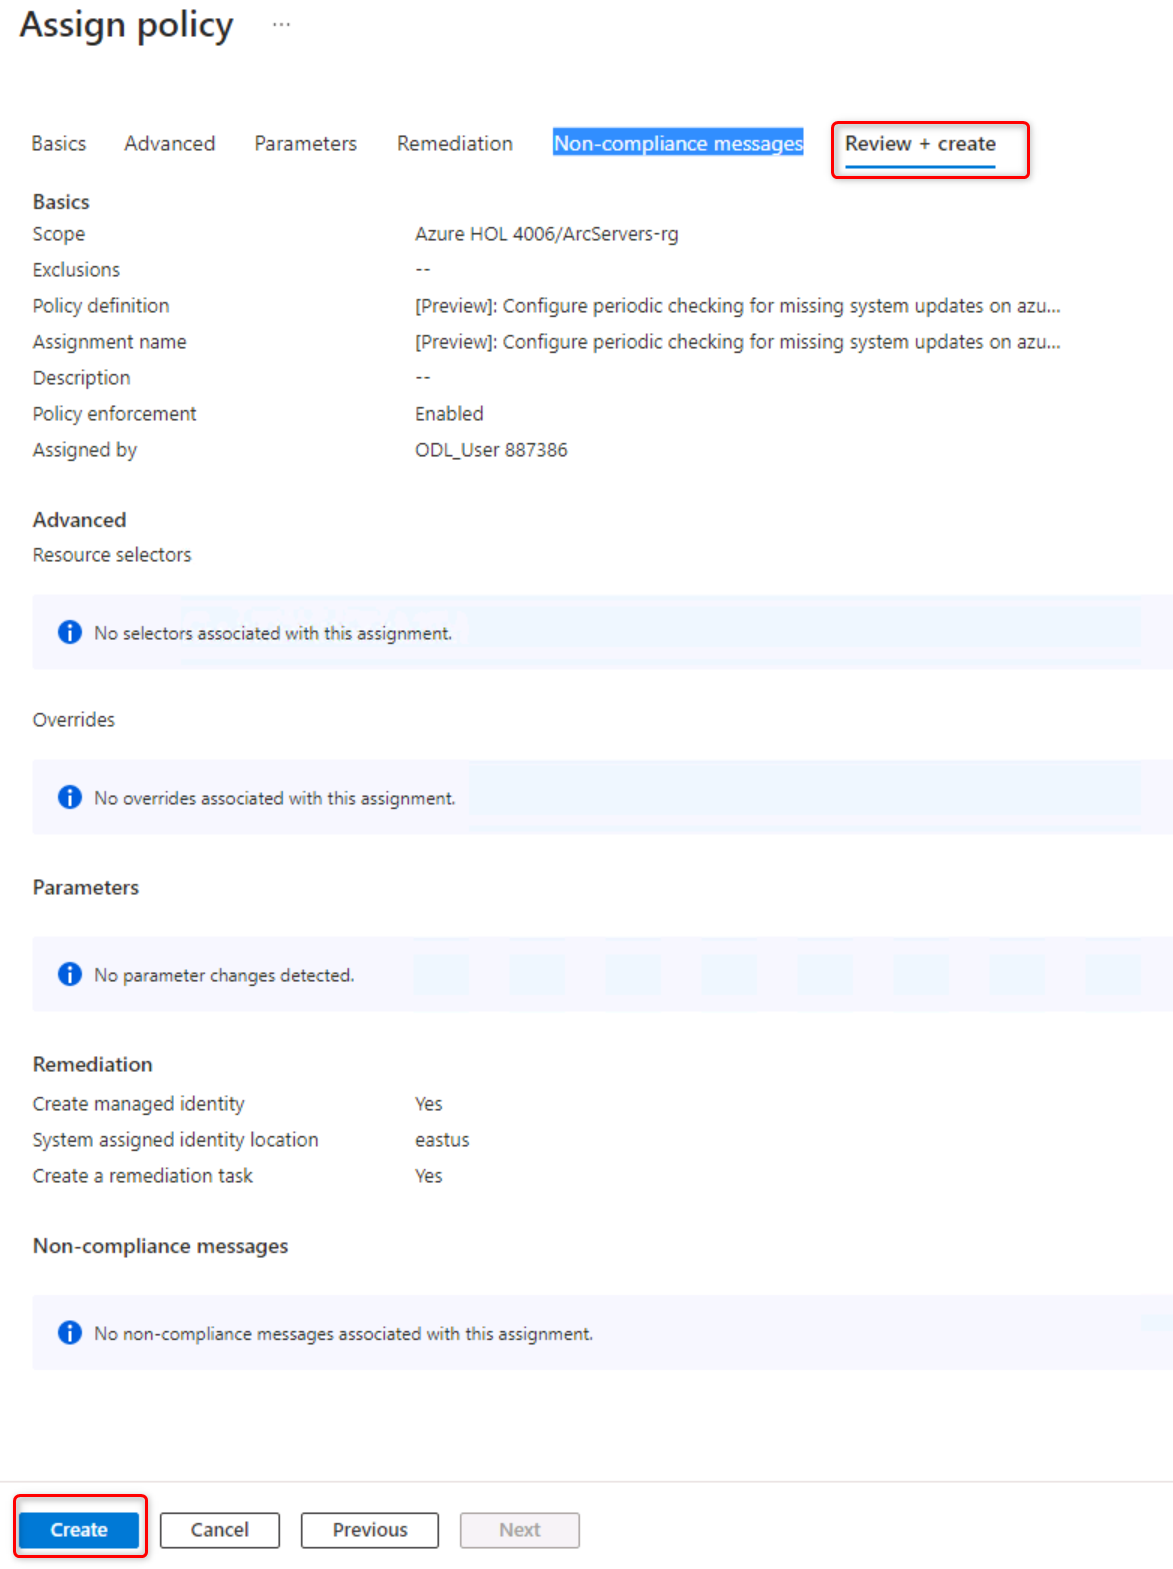 Assign policy ...
Basics Advanced Parameters Remediation Non-compliance messages Review + create
Basics
Scope Azure HOL 4006/ArcServers-rg
Exclusions --
Policy definition [Preview]: Configure periodic checking for missing system updates on azu...
Assignment name [Preview]: Configure periodic checking for missing system updates on azu...
Description --
Policy enforcement Enabled
Assigned by ODL_User 887386
Advanced
Resource selectors
No selectors associated with this assignment.
Overrides
No overrides associated with this assignment.
Parameters
No parameter changes detected.
Remediation
Create managed identity Yes
System assigned identity location eastus
Create a remediation task Yes
Non-compliance messages
No non-compliance messages associated with this assignment.
Create Cancel Previous Next